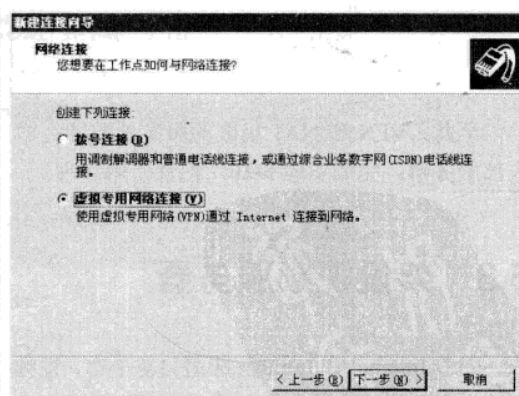 新建连接向导
网络连接
您想要在工作点如何与网络连接?
创建下列连接:
拨号连接(D)
用调制解调器和普通电话线连接，或通过综合业务数字网(ISDN)电话线连
接。
虚拟专用网络连接(V)
使用虚拟专用网络(VPN)通过 Internet 连接到网络。
< 上一步(B) 下一步(N) > 取消